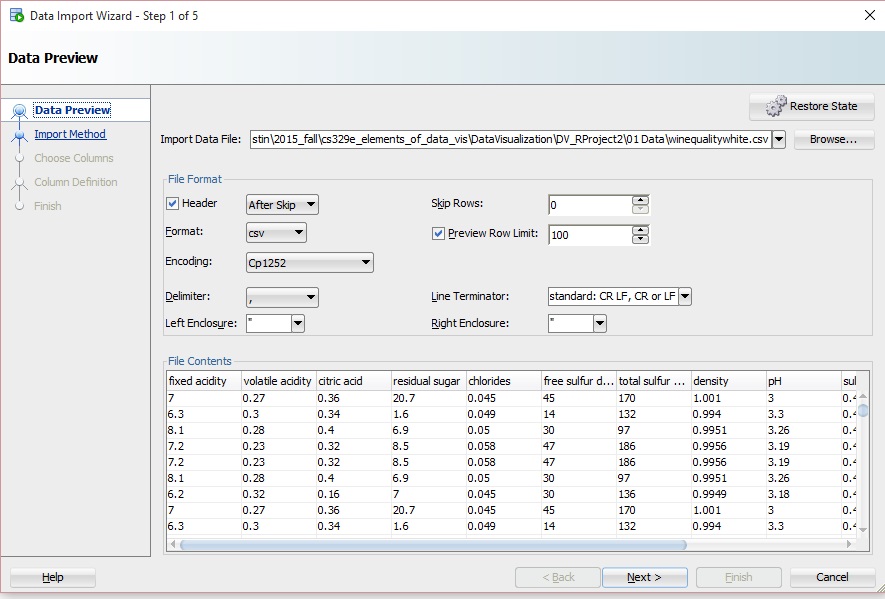 Data Import Wizard - Step 1 of 5
Data Preview
Data Preview
Import Method
Choose Columns
Column Definition
Finish
Restore State
Import Data File: stin\2015_fall\cs329e_elements_of_data_vis\DataVisualization\DV_RProject2\01 Data\winequalitywhite.csv Browse...
File Format
Header After Skip Skip Rows: 0
Format: csv Preview Row Limit: 100
Encoding: Cp1252
Delimiter: , Line Terminator: standard: CR LF, CR or LF
Left Enclosure: " Right Enclosure: "
File Contents
fixed acidity volatile acidity citric acid residual sugar chlorides free sulfur d... total sulfur ... density pH sul
7 0.27 0.36 20.7 0.045 45 170 1.001 3 0.4
6.3 0.3 0.34 1.6 0.049 14 132 0.994 3.3 0.4
8.1 0.28 0.4 6.9 0.05 30 97 0.9951 3.26 0.4
7.2 0.23 0.32 8.5 0.058 47 186 0.9956 3.19 0.4
7.2 0.23 0.32 8.5 0.058 47 186 0.9956 3.19 0.4
8.1 0.28 0.4 6.9 0.05 30 97 0.9951 3.26 0.4
6.2 0.32 0.16 7 0.045 30 136 0.9949 3.18 0.4
7 0.27 0.36 20.7 0.045 45 170 1.001 3 0.4
6.3 0.3 0.34 1.6 0.049 14 132 0.994 3.3 0.4
Help < Back Next > Finish Cancel